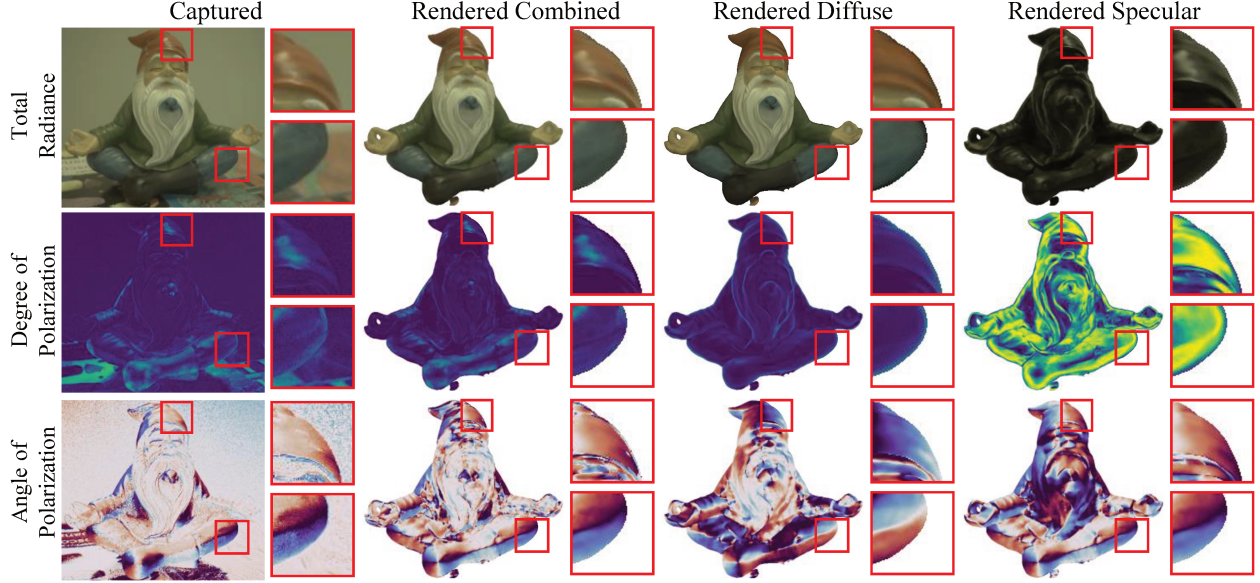 Captured
Rendered Combined
Rendered Diffuse
Rendered Specular
Total
Radiance
Degree of
Polarization
Angle of
Polarization